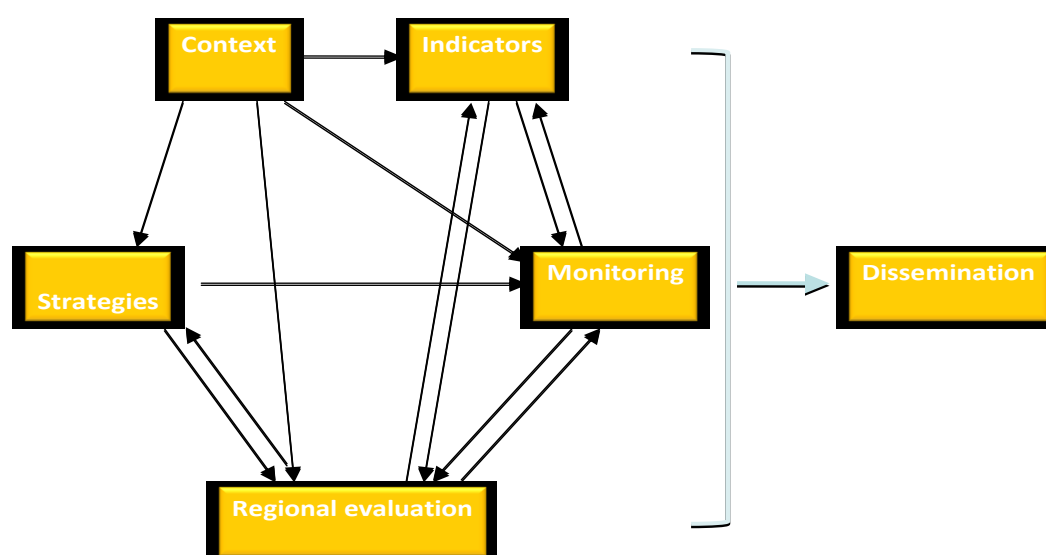 Context
Indicators
Strategies
Monitoring
Dissemination
Regional evaluation